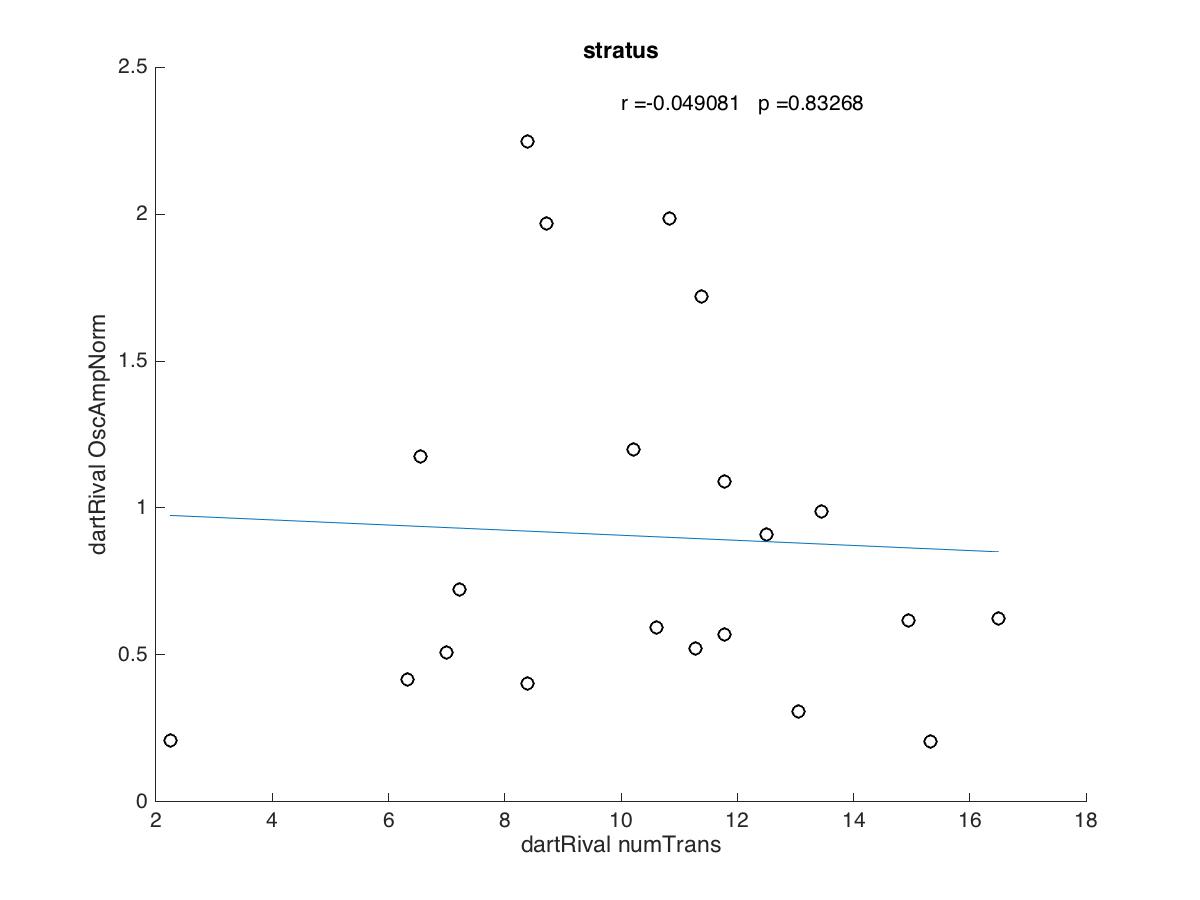 stratus
r =-0.049081   p =0.83268
2.5
2
1.5
1
0.5
0
dartRival OscAmpNorm
2 4 6 8 10 12 14 16 18
dartRival numTrans